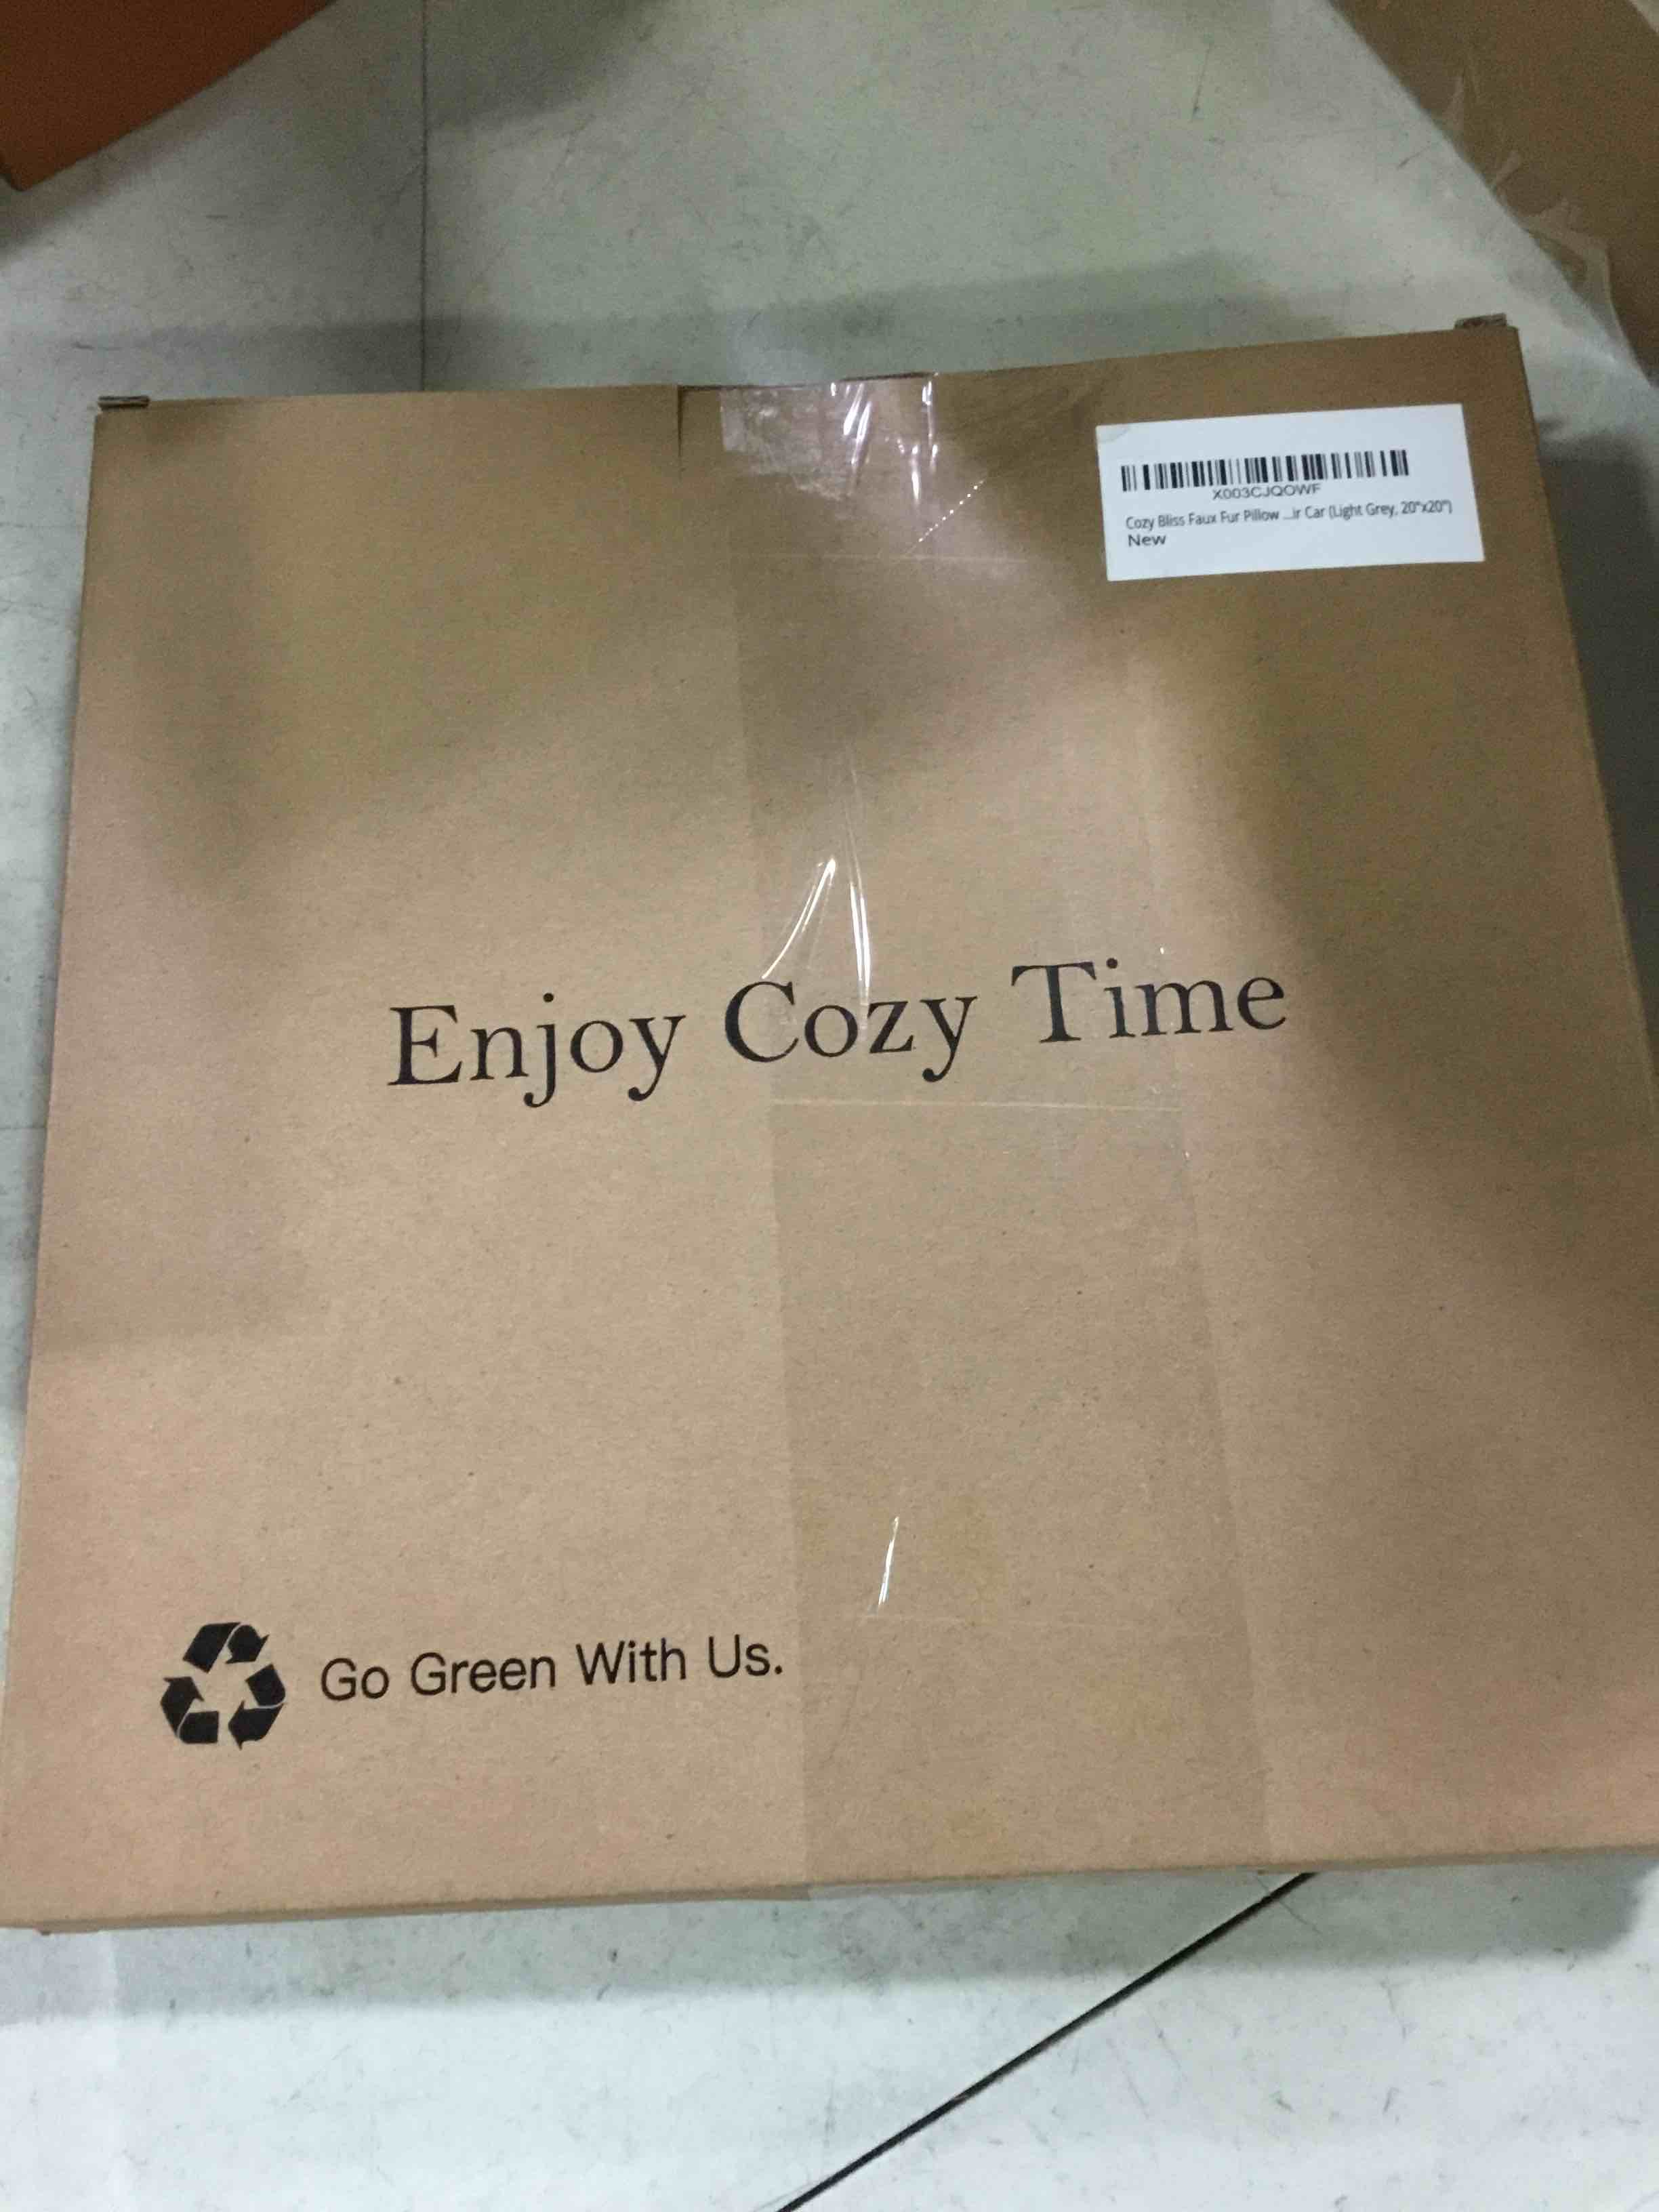 X003CJQOWF
Cozy Bliss Faux Fur Pillow ...ir Car (Light Grey, 20"x20")
New
Enjoy Cozy Time
Go Green With Us.